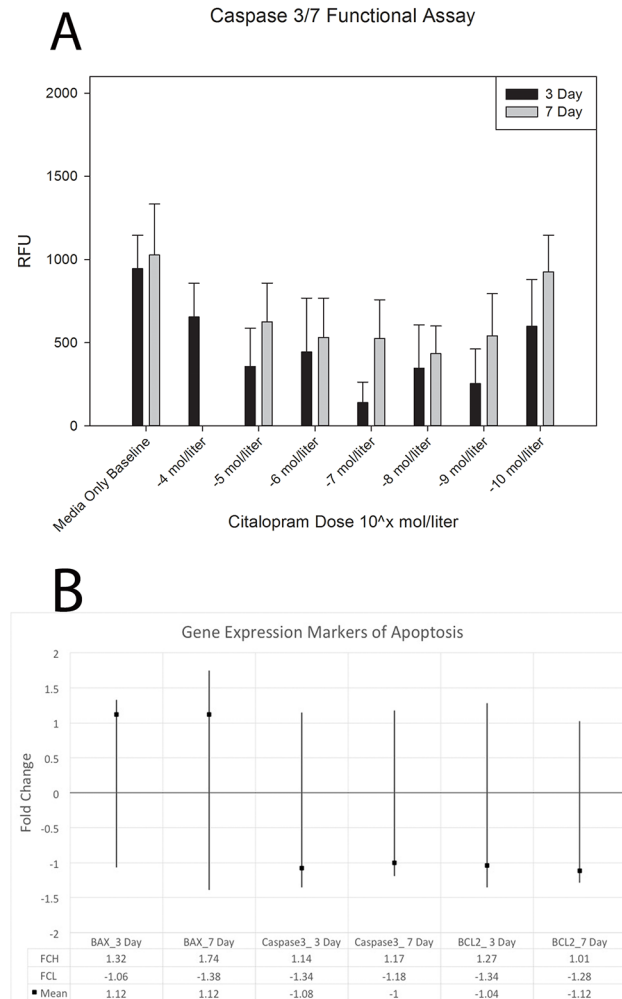 A
Caspase 3/7 Functional Assay
3 Day
7 Day
2000
1500
1000
500
0
RFU
Media Only Baseline
-4 mol/liter
-5 mol/liter
-6 mol/liter
-7 mol/liter
-8 mol/liter
-9 mol/liter
-10 mol/liter
Citalopram Dose 10^x mol/liter
B
Gene Expression Markers of Apoptosis
2
1.5
1
0.5
0
-0.5
-1
-1.5
-2
Fold Change
BAX_3 Day BAX_7 Day Caspase3_ 3 Day Caspase3_ 7 Day BCL2_ 3 Day BCL2_7 Day
FCH 1.32 1.74 1.14 1.17 1.27 1.01
FCL -1.06 -1.38 -1.34 -1.18 -1.34 -1.28
Mean 1.12 1.12 -1.08 -1 -1.04 -1.12